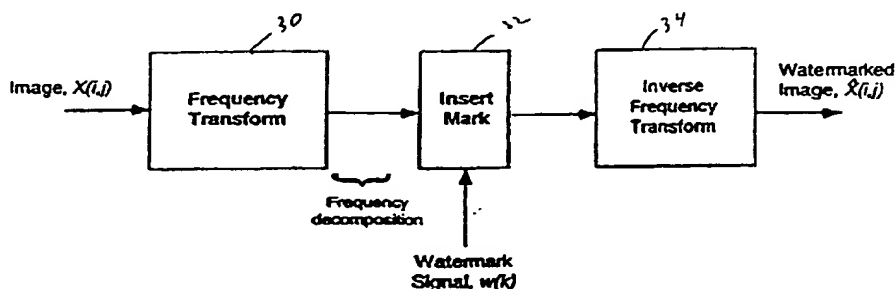 30
32
34
Image, X(i,j)
Frequency
Transform
Insert
Mark
Inverse
Frequency
Transform
Watermarked
Image, X̂(i,j)
Frequency
decomposition
Watermark
Signal, w(k)